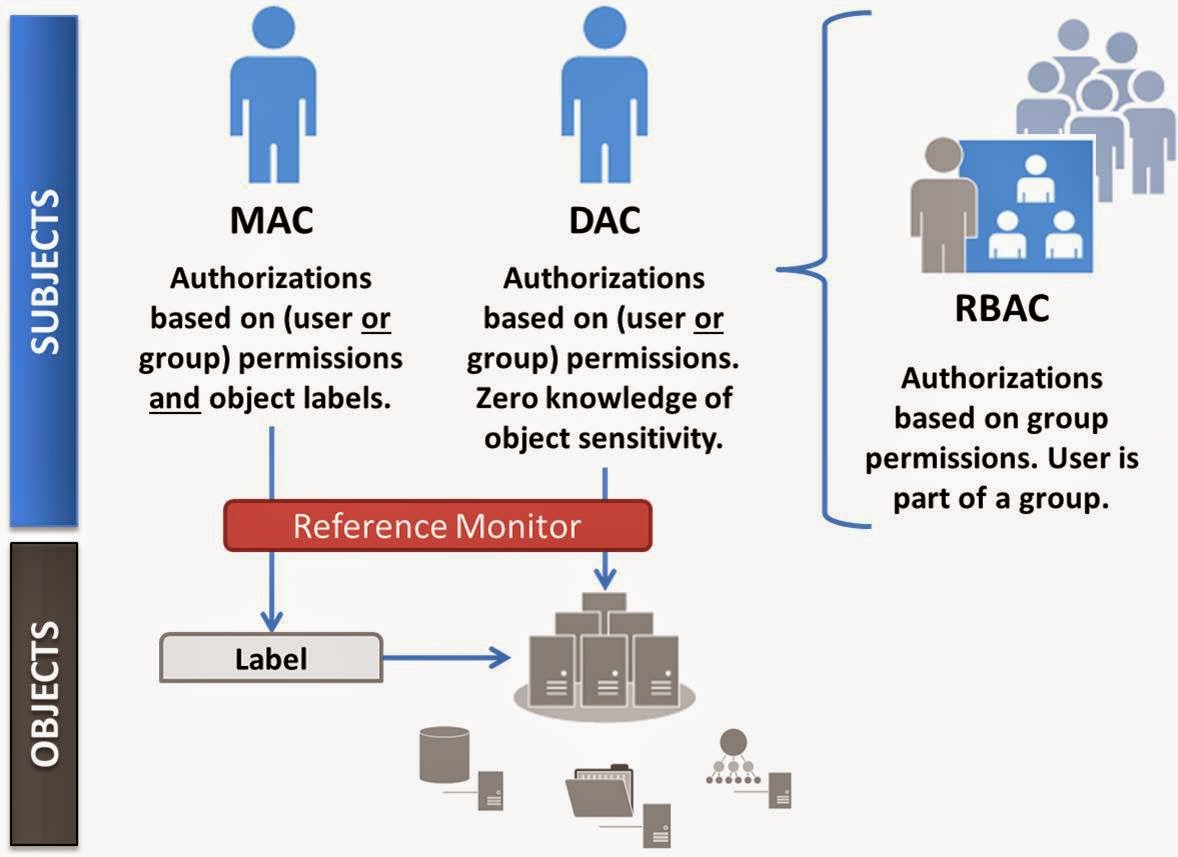 SUBJECTS
MAC
Authorizations
based on (user or
group) permissions
and object labels.
DAC
Authorizations
based on (user or
group) permissions.
Zero knowledge of
object sensitivity.
RBAC
Authorizations
based on group
permissions. User is
part of a group.
Reference Monitor
OBJECTS
Label